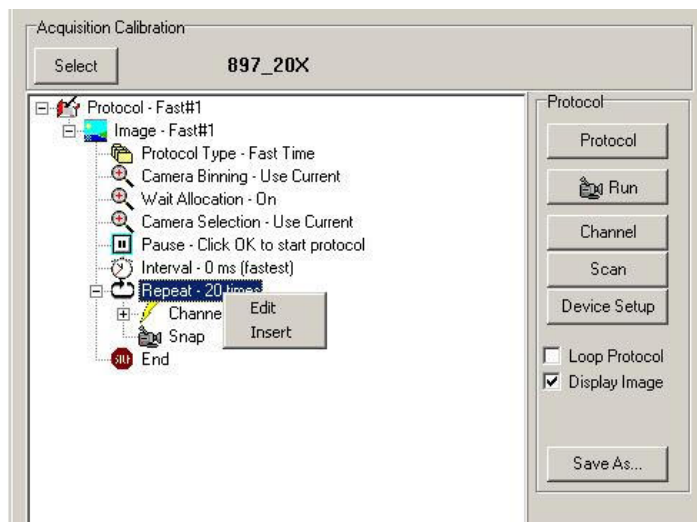 Acquisition Calibration
Select
897_20X
Protocol - Fast#1
Image - Fast#1
Protocol Type - Fast Time
Camera Binning - Use Current
Wait Allocation - On
Camera Selection - Use Current
Pause - Click OK to start protocol
Interval - 0 ms (fastest)
Repeat - 20 times
Edit
Channe
Insert
Snap
End
Protocol
Protocol
Run
Channel
Scan
Device Setup
Loop Protocol
Display Image
Save As...